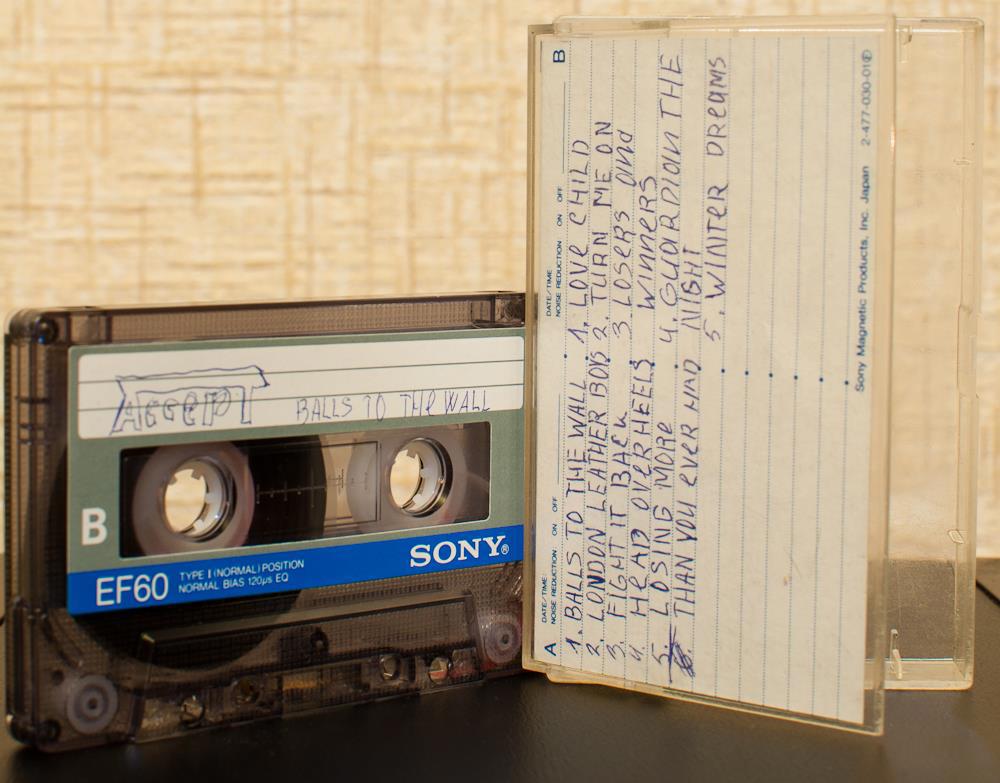 Accept BALLS TO THE WALL
B
SONY®
EF60
TYPE I (NORMAL) POSITION
NORMAL BIAS 120µs EQ
A
DATE/TIME:
NOISE REDUCTION ON OFF
1. BALLS TO THE WALL
2. LONDON LEATHER BOYS
3. FIGHT IT BACK
4. HEAD OVER HEELS
5. LOSING MORE
THAN YOU EVER HAD
B
DATE/TIME:
NOISE REDUCTION ON OFF
1. LOVE CHILD
2. TURN ME ON
3. LOSERS and
WINNERS
4. GUARDIAN THE
NIGHT
5. WINTER DREAMS
Sony Magnetic Products, Inc. Japan 2-477-030-01②